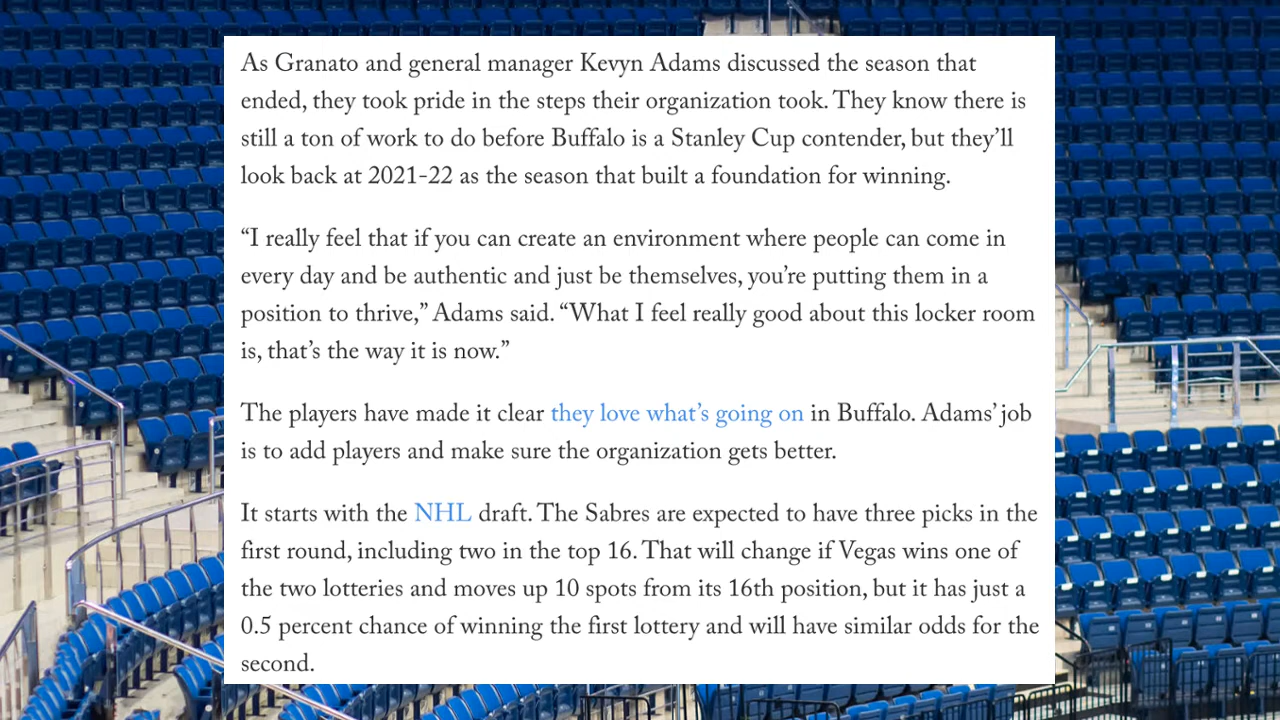 As Granato and general manager Kevyn Adams discussed the season that
ended, they took pride in the steps their organization took. They know there is
still a ton of work to do before Buffalo is a Stanley Cup contender, but they’ll
look back at 2021-22 as the season that built a foundation for winning.
“I really feel that if you can create an environment where people can come in
every day and be authentic and just be themselves, you’re putting them in a
position to thrive,” Adams said. “What I feel really good about this locker room
is, that’s the way it is now.”
The players have made it clear they love what’s going on in Buffalo. Adams’ job
is to add players and make sure the organization gets better.
It starts with the NHL draft. The Sabres are expected to have three picks in the
first round, including two in the top 16. That will change if Vegas wins one of
the two lotteries and moves up 10 spots from its 16th position, but it has just a
0.5 percent chance of winning the first lottery and will have similar odds for the
second.